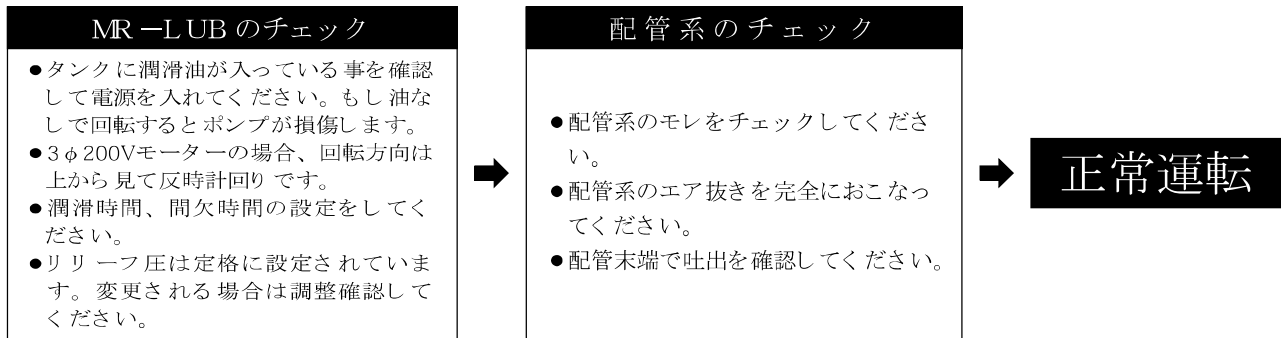 MR－LUBのチェック
●タンクに潤滑油が入っている事を確認
して電源を入れてください。もし油な
しで回転するとポンプが損傷します。
●3φ200Vモーターの場合、回転方向は
上から見て反時計回りです。
●潤滑時間、間欠時間の設定をしてく
ださい。
●リリーフ圧は定格に設定されていま
す。変更される場合は調整確認して
ください。
配管系のチェック
●配管系のモレをチェックしてくださ
い。
●配管系のエア抜きを完全におこなっ
てください。
●配管末端で吐出を確認してください。
正常運転